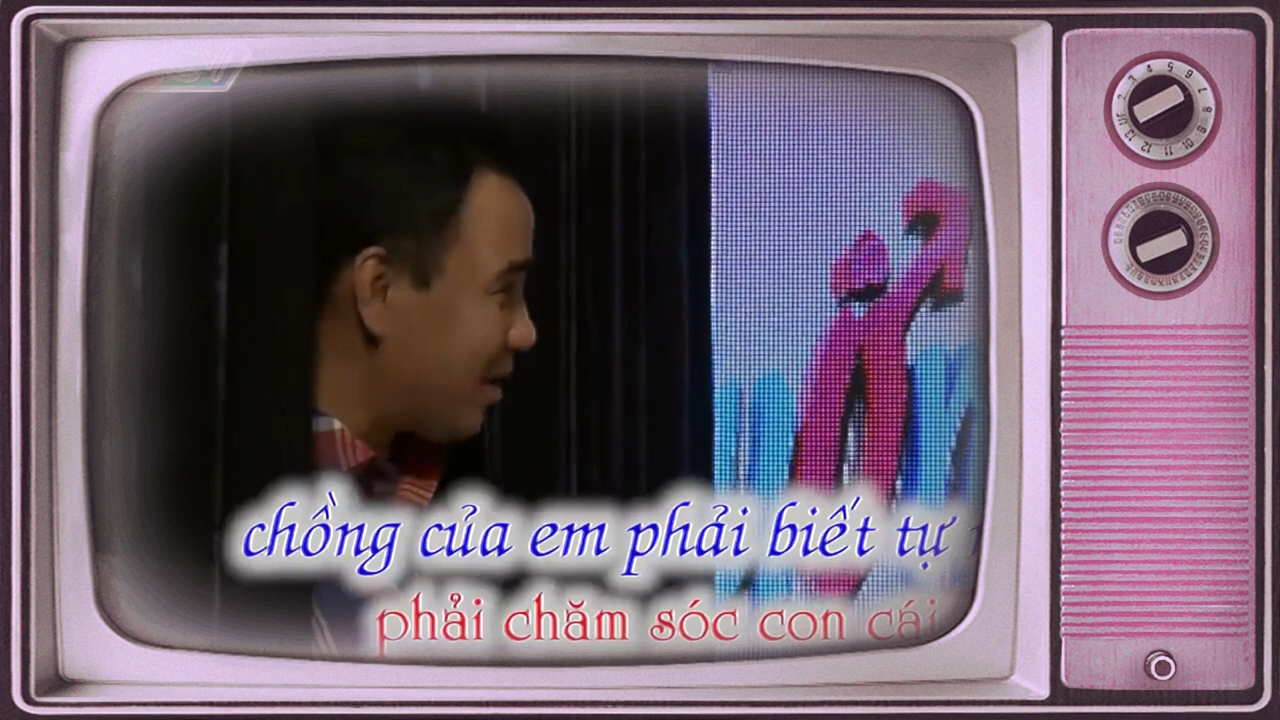 chồng của em phải biết tự
phải chăm sóc con cái